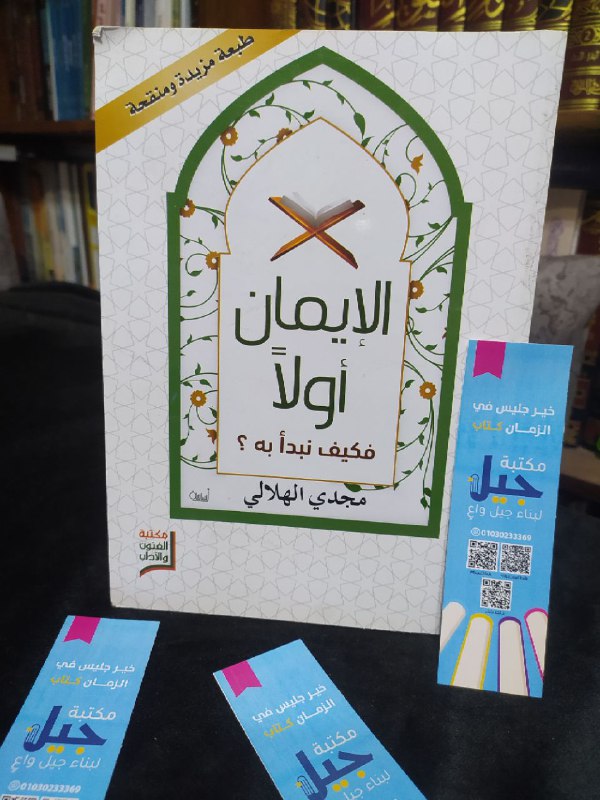 طبعة مزيدة ومنقحة
الإيمان
أولاً
فكيف نبدأ به ؟
مجدي الهلالي
مكتبة
الفنون
والآداب
خير جليس في
الزمان كتاب
مكتبة
جيل
لبناء جيل واعٍ
01030233369
خير جليس في
الزمان كتاب
مكتبة
جيل
لبناء جيل واعٍ
01030233369
خير جليس في
الزمان كتاب
مكتبة
جيل
لبناء جيل واعٍ